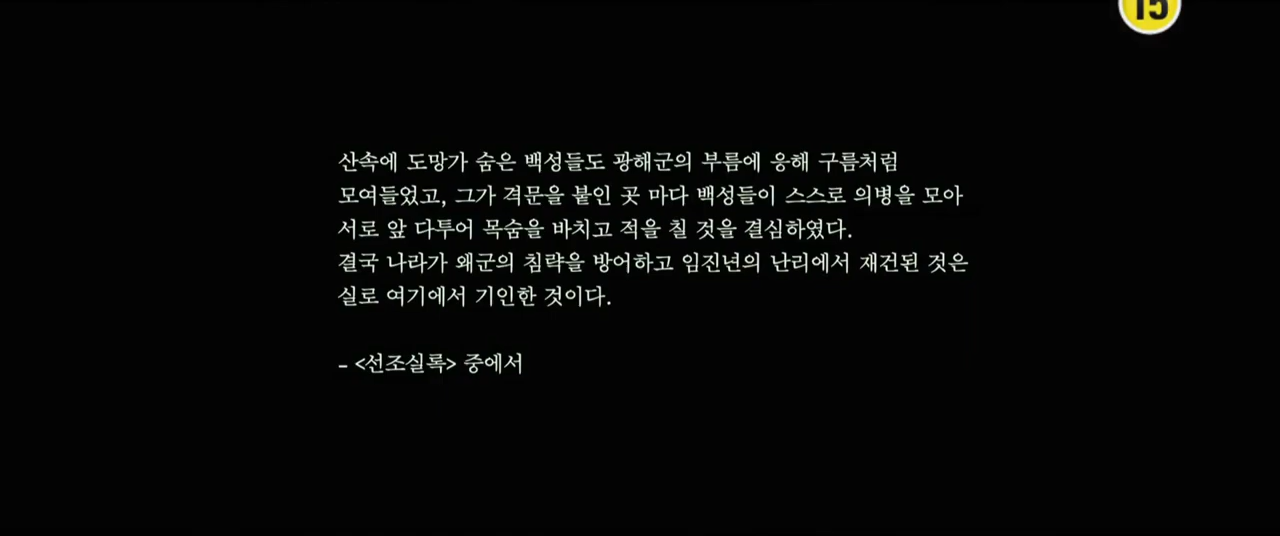 15
산속에 도망가 숨은 백성들도 광해군의 부름에 응해 구름처럼
모여들었고, 그가 격문을 붙인 곳 마다 백성들이 스스로 의병을 모아
서로 앞 다투어 목숨을 바치고 적을 칠 것을 결심하였다.
결국 나라가 왜군의 침략을 방어하고 임진년의 난리에서 재건된 것은
실로 여기에서 기인한 것이다.
– <선조실록> 중에서